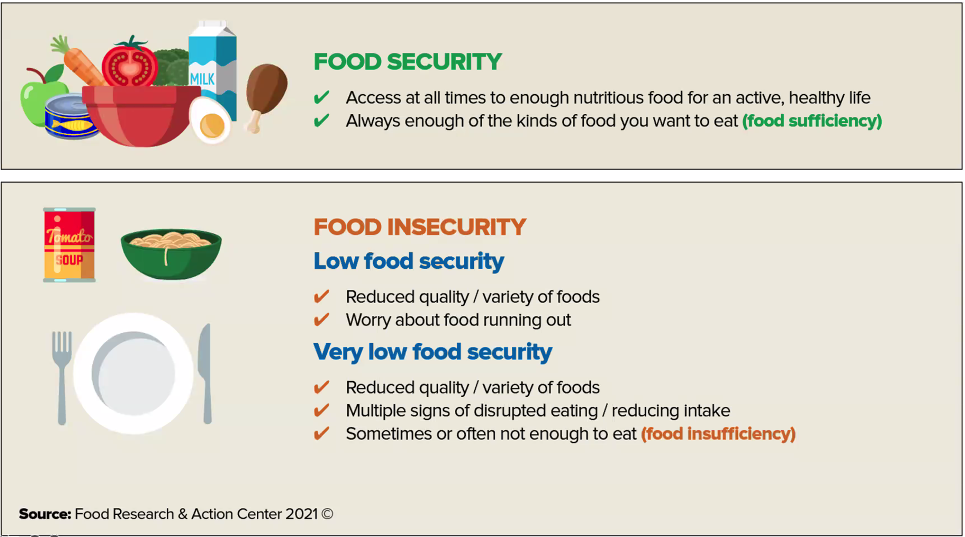 MILK
FOOD SECURITY
✔ Access at all times to enough nutritious food for an active, healthy life
✔ Always enough of the kinds of food you want to eat (food sufficiency)
Tomato
SOUP
FOOD INSECURITY
Low food security
✔ Reduced quality / variety of foods
✔ Worry about food running out
Very low food security
✔ Reduced quality / variety of foods
✔ Multiple signs of disrupted eating / reducing intake
✔ Sometimes or often not enough to eat (food insufficiency)
Source: Food Research & Action Center 2021 ©